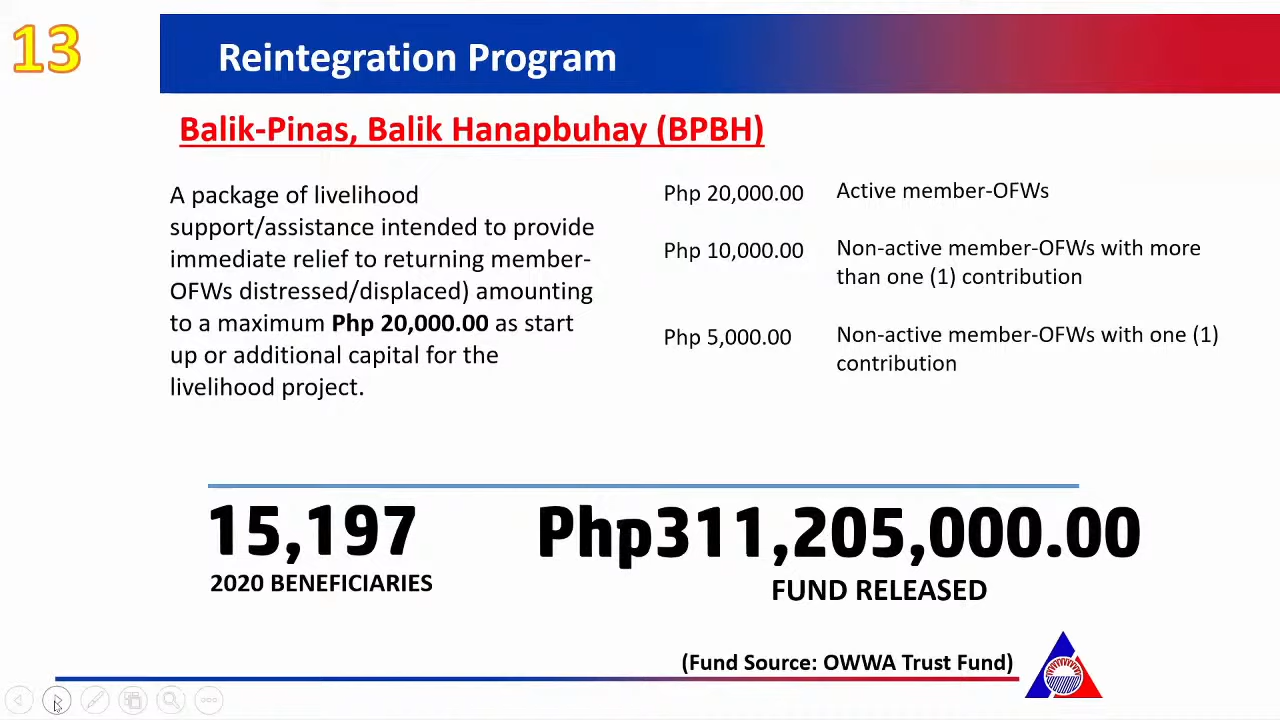 13
Reintegration Program
Balik-Pinas, Balik Hanapbuhay (BPBH)
A package of livelihood
support/assistance intended to provide
immediate relief to returning member-
OFWs distressed/displaced) amounting
to a maximum Php 20,000.00 as start
up or additional capital for the
livelihood project.
Php 20,000.00 Active member-OFWs
Php 10,000.00 Non-active member-OFWs with more
than one (1) contribution
Php 5,000.00 Non-active member-OFWs with one (1)
contribution
15,197
2020 BENEFICIARIES
Php311,205,000.00
FUND RELEASED
(Fund Source: OWWA Trust Fund)